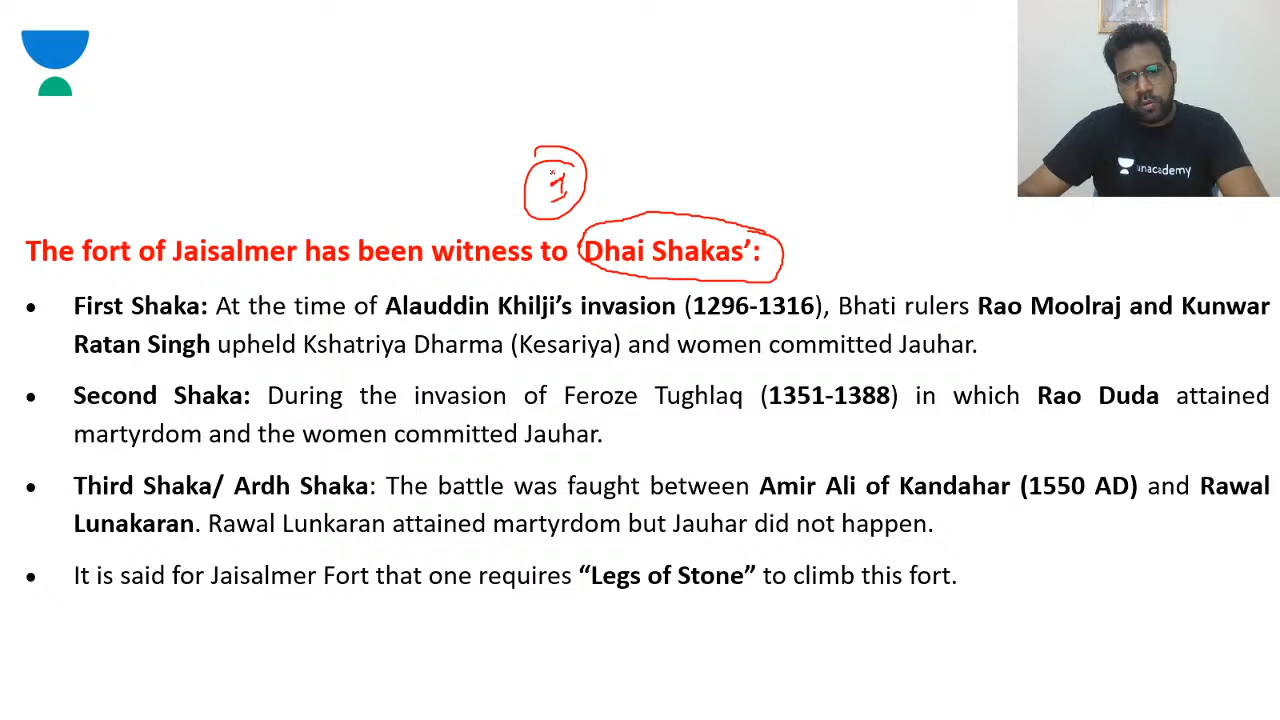 unacademy
1
The fort of Jaisalmer has been witness to 'Dhai Shakas':
• First Shaka: At the time of Alauddin Khilji's invasion (1296-1316), Bhati rulers Rao Moolraj and Kunwar
Ratan Singh upheld Kshatriya Dharma (Kesariya) and women committed Jauhar.
• Second Shaka: During the invasion of Feroze Tughlaq (1351-1388) in which Rao Duda attained
martyrdom and the women committed Jauhar.
• Third Shaka/ Ardh Shaka: The battle was faught between Amir Ali of Kandahar (1550 AD) and Rawal
Lunakaran. Rawal Lunkaran attained martyrdom but Jauhar did not happen.
• It is said for Jaisalmer Fort that one requires “Legs of Stone” to climb this fort.